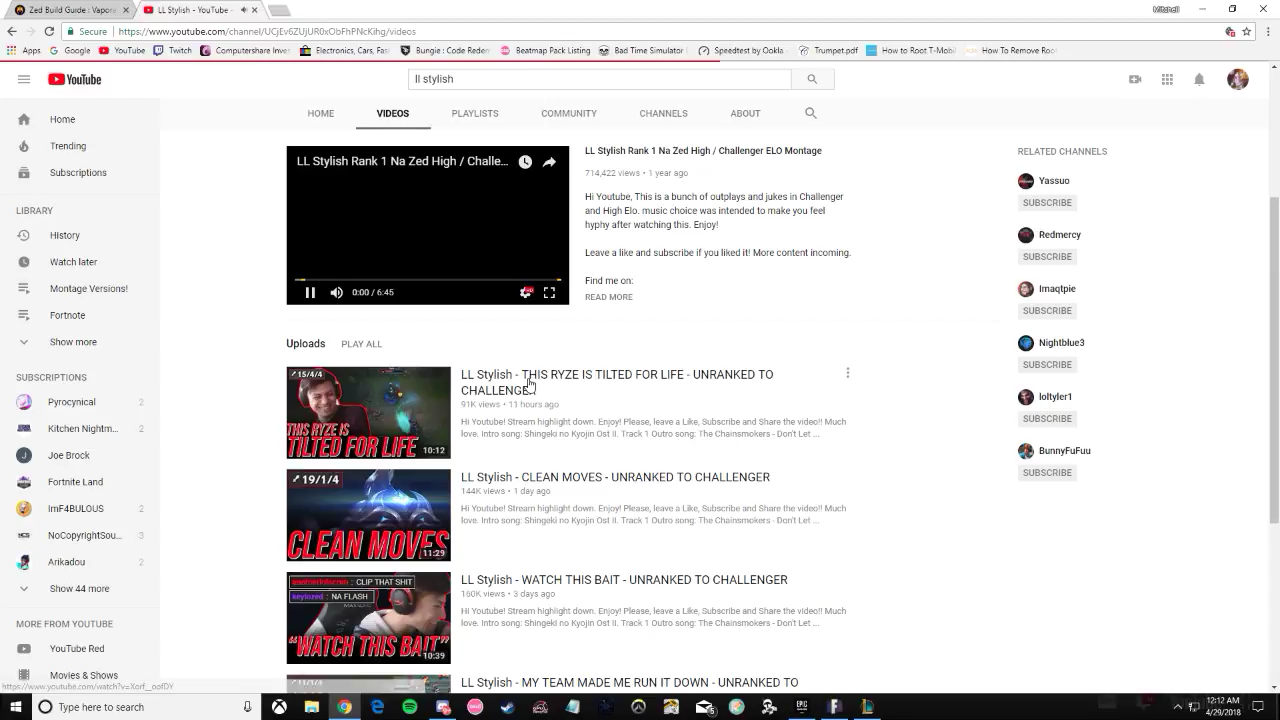 Zed Build Guide : Vapora
LL Stylish - YouTube -
Mitchell
Secure
https://www.youtube.com/channel/UCjEv6ZUjUR0xObFhPNcKihg/videos
Apps
Google
YouTube
Twitch
Computershare Inves
Electronics, Cars, Fash
Bungie : Code Redem
Beatmap Pack Listing
Bad Time Simulator (
Speedtest by Ookla -
Trumpet.pdf
How to Root T-Mobil
How To Remove Root
YouTube
ll stylish
HOME
VIDEOS
PLAYLISTS
COMMUNITY
CHANNELS
ABOUT
Home
Trending
Subscriptions
LIBRARY
History
Watch later
Montage Versions!
Fortnote
Show more
SUBSCRIPTIONS
Pyrocynical 2
Kitchen Nightm... 2
Joe Brock
Fortnite Land
ImF4BULOUS 2
NoCopyrightSou... 3
Arikadou 2
Show 44 more
MORE FROM YOUTUBE
YouTube Red
Movies & Shows
https://www.youtube.com/watch?v=Xorf__oofDY
LL Stylish Rank 1 Na Zed High / Challe...
0:00 / 6:45
LL Stylish Rank 1 Na Zed High / Challenger ELO Montage
714,422 views • 1 year ago
Hi Youtube, This is a bunch of outplays and jukes in Challenger
and High Elo. music choice was intended to make you feel
hyphy after watching this. Enjoy!
Leave a like and subscribe if you liked it! More content incoming.
Find me on:
READ MORE
Uploads
PLAY ALL
15/4/4
THIS RYZE IS
TILTED FOR LIFE
10:12
LL Stylish - THIS RYZE IS TILTED FOR LIFE - UNRANKED TO
CHALLENGER
91K views • 11 hours ago
Hi Youtube! Stream highlight down. Enjoy! Please, leave a Like, Subscribe and Share the video!! Much
love. Intro song: Shingeki no Kyojin Ost II. Track 1 Outro song: The Chainsmokers - Don't Let ...
19/1/4
CLEAN MOVES
11:29
LL Stylish - CLEAN MOVES - UNRANKED TO CHALLENGER
144K views • 1 day ago
Hi Youtube! Stream highlight down. Enjoy! Please, leave a Like, Subscribe and Share the video!! Much
love. Intro song: Shingeki no Kyojin Ost II. Track 1 Outro song: The Chainsmokers - Don't Let ...
: CLIP THAT SHIT
keylozed : NA FLASH
"WATCH THIS BAIT"
10:39
LL Stylish - WATCH THIS BAIT - UNRANKED TO CHALLENGER
160K views • 3 days ago
Hi Youtube! Stream highlight down. Enjoy! Please, leave a Like, Subscribe and Share the video!! Much
love. Intro song: Shingeki no Kyojin Ost II. Track 1 Outro song: The Chainsmokers - Don't Let ...
11/1/4
LL Stylish - MY TEAM MADE ME RUN IT DOWN - UNRANKED TO
RELATED CHANNELS
Yassuo
SUBSCRIBE
Redmercy
SUBSCRIBE
Imaqtpie
SUBSCRIBE
Nightblue3
SUBSCRIBE
loltyler1
SUBSCRIBE
BunnyFuFuu
SUBSCRIBE
Type here to search
12:12 AM
4/29/2018